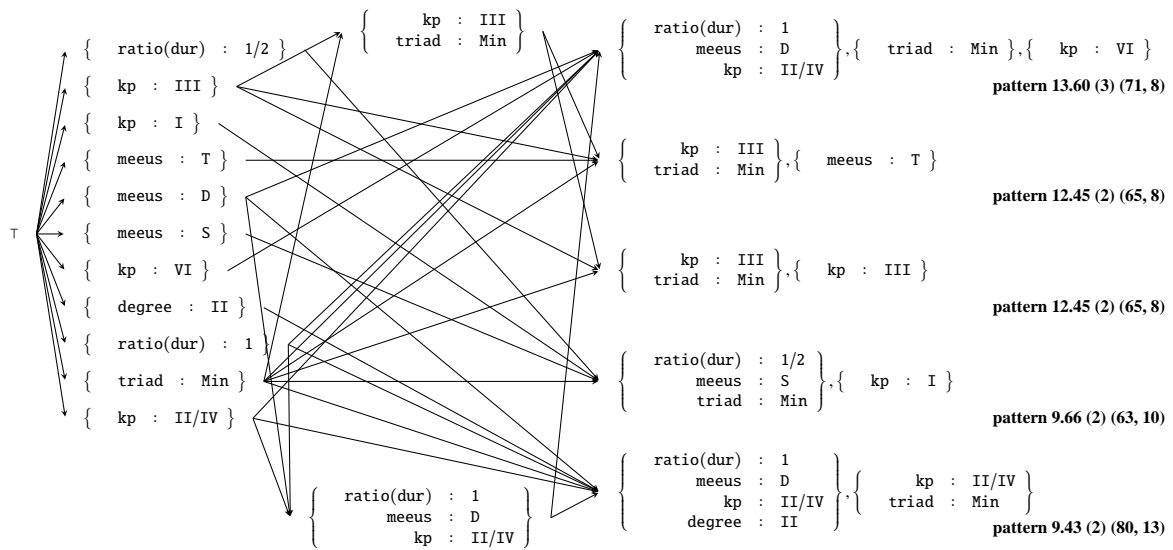 ⊤
{ ratio(dur) : 1/2 }
{ kp : III }
{ kp : I }
{ meeus : T }
{ meeus : D }
{ meeus : S }
{ kp : VI }
{ degree : II }
{ ratio(dur) : 1 }
{ triad : Min }
{ kp : II/IV }
kp : III
triad : Min
ratio(dur) : 1
meeus : D
kp : II/IV
ratio(dur) : 1
meeus : D , { triad : Min }, { kp : VI }
kp : II/IV
pattern 13.60 (3) (71, 8)
kp : III
triad : Min , { meeus : T }
pattern 12.45 (2) (65, 8)
kp : III
triad : Min , { kp : III }
pattern 12.45 (2) (65, 8)
ratio(dur) : 1/2
meeus : S , { kp : I }
triad : Min
pattern 9.66 (2) (63, 10)
ratio(dur) : 1
meeus : D , kp : II/IV
kp : II/IV triad : Min
degree : II
pattern 9.43 (2) (80, 13)